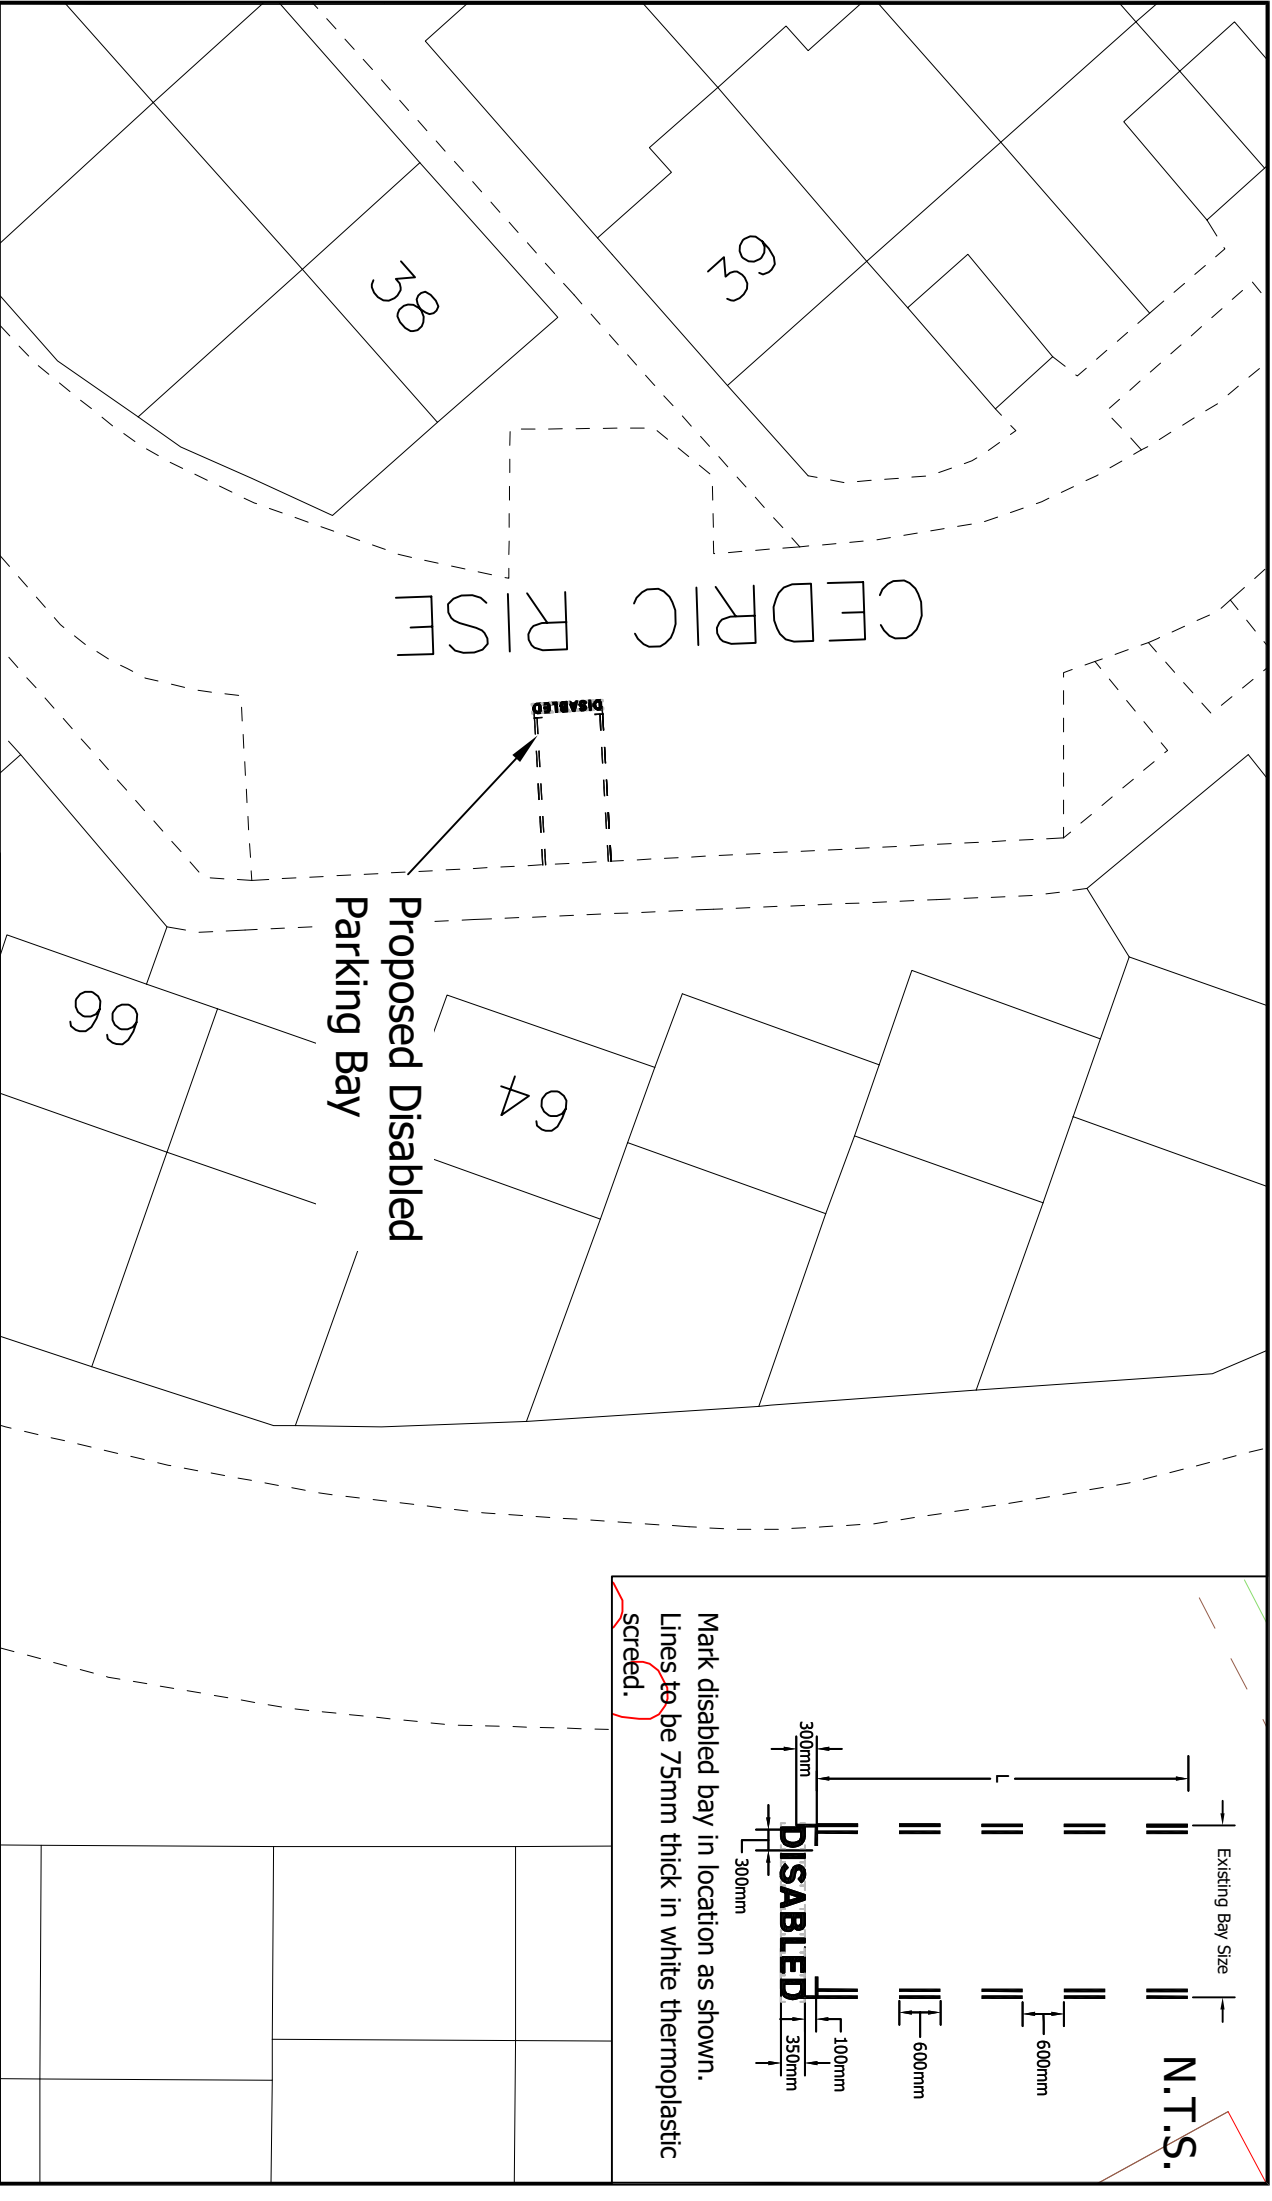 38
39
CEDRIC RISE
DISABLED
Proposed Disabled
Parking Bay
66
64
N.T.S.
Existing Bay Size
L
300mm
300mm
600mm
600mm
100mm
350mm
DISABLED
Mark disabled bay in location as shown.
Lines to be 75mm thick in white thermoplastic
screed.